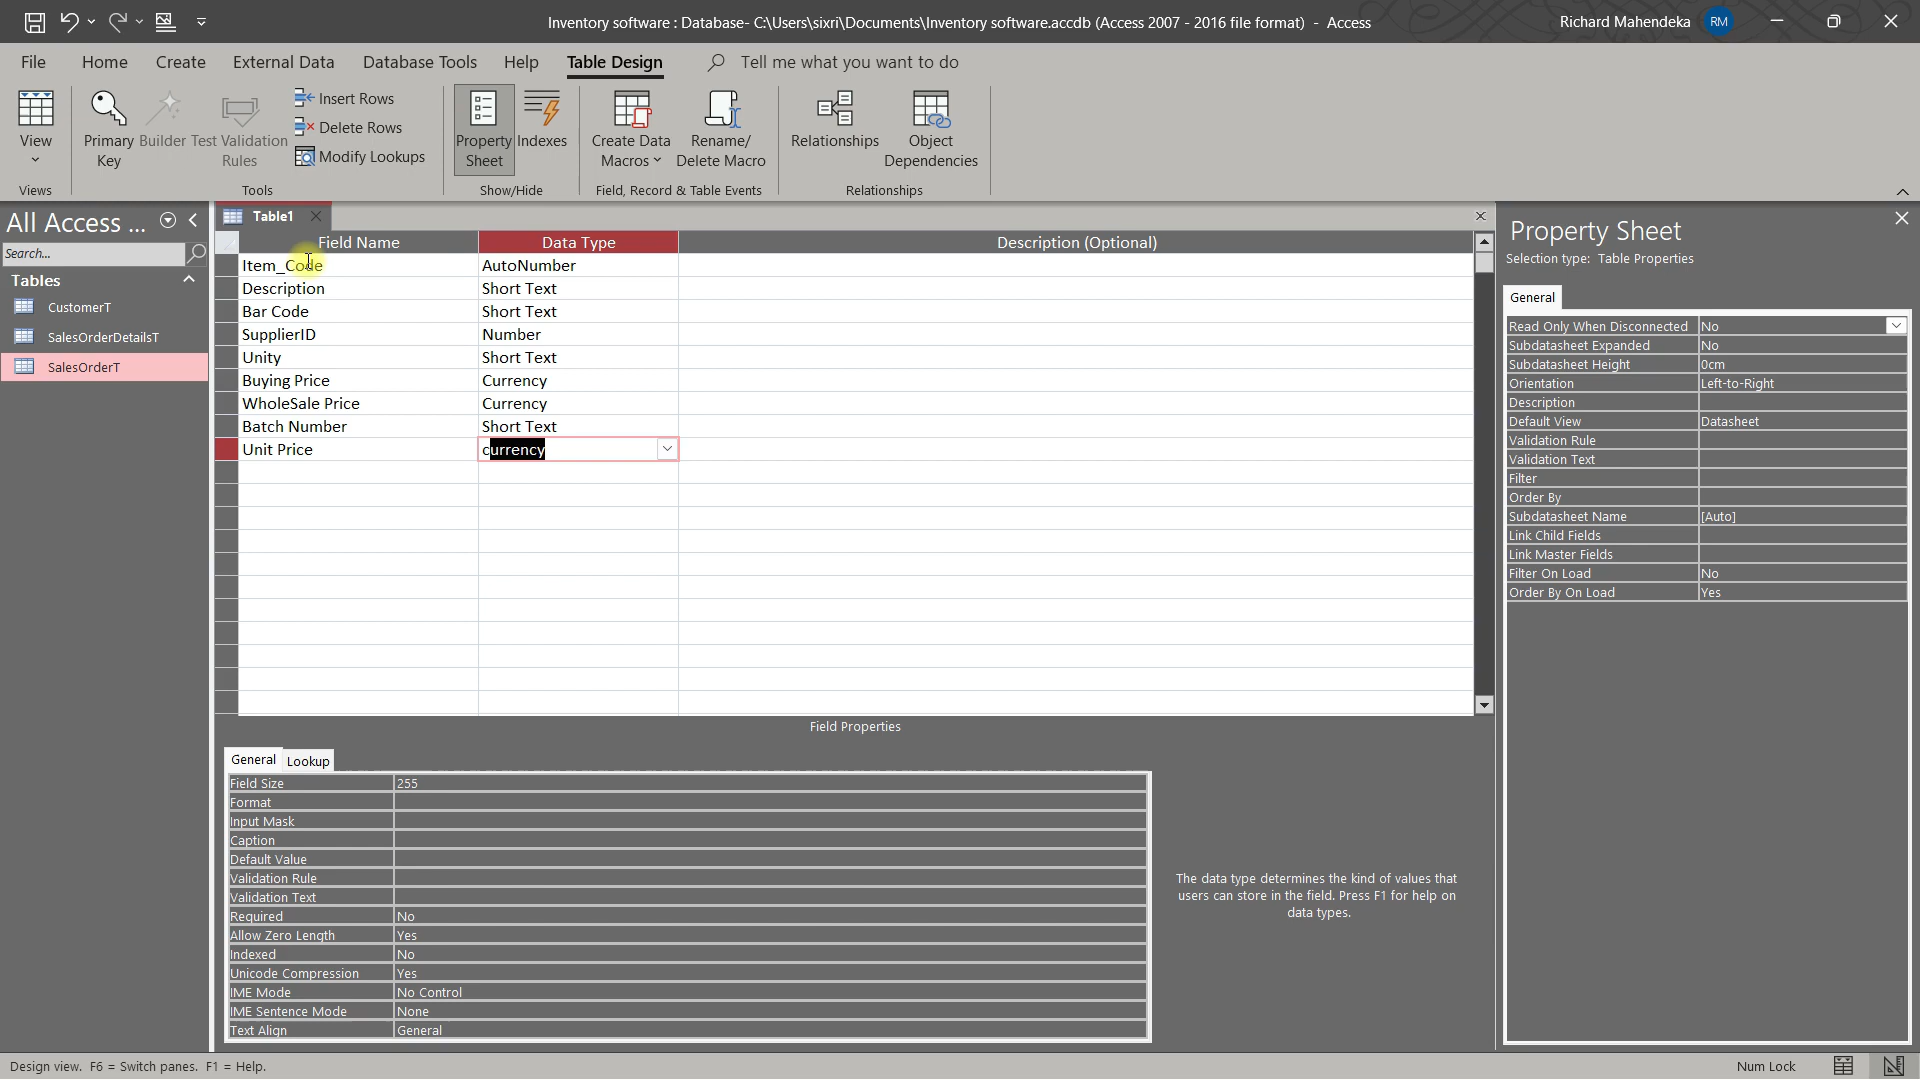 Inventory software : Database- C:\Users\sixri\Documents\Inventory software.accdb (Access 2007 - 2016 file format) - Access
Richard Mahendeka RM
File Home Create External Data Database Tools Help Table Design Tell me what you want to do
View
Primary Key
Builder
Test Validation Rules
Insert Rows
Delete Rows
Modify Lookups
Property Sheet
Indexes
Create Data Macros
Rename/ Delete Macro
Relationships
Object Dependencies
Views
Tools
Show/Hide
Field, Record & Table Events
Relationships
All Access ...
Search...
Tables
CustomerT
SalesOrderDetailsT
SalesOrderT
Table1
Field Name Data Type Description (Optional)
Item_Code AutoNumber
Description Short Text
Bar Code Short Text
SupplierID Number
Unity Short Text
Buying Price Currency
WholeSale Price Currency
Batch Number Short Text
Unit Price currency
Field Properties
General Lookup
Field Size 255
Format
Input Mask
Caption
Default Value
Validation Rule
Validation Text
Required No
Allow Zero Length Yes
Indexed No
Unicode Compression Yes
IME Mode No Control
IME Sentence Mode None
Text Align General
The data type determines the kind of values that
users can store in the field. Press F1 for help on
data types.
Property Sheet
Selection type: Table Properties
General
Read Only When Disconnected No
Subdatasheet Expanded No
Subdatasheet Height 0cm
Orientation Left-to-Right
Description
Default View Datasheet
Validation Rule
Validation Text
Filter
Order By
Subdatasheet Name [Auto]
Link Child Fields
Link Master Fields
Filter On Load No
Order By On Load Yes
Design view. F6 = Switch panes. F1 = Help.
Num Lock